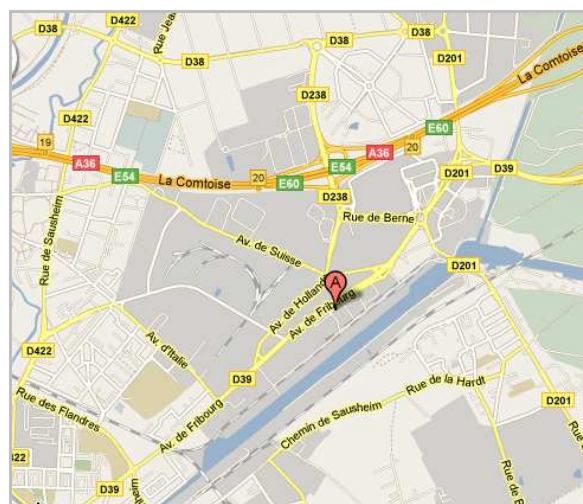 D38
D422
Rue Jea
D38
D38
D201
La Comtoise
D422
D238
19
A36
E54
La Comtoise
20
E60
E54
A36
20
E60
D201
D39
D238
Rue de Berne
Rue de Sausheim
Av. de Suisse
D201
A
Av. de Hollande
Av. de Fribourg
D422
Av. d'Italie
D39
Rue des Flandres
Av. de Fribourg
Rue de la Hardt
Chemin de Sausheim
D201
D39